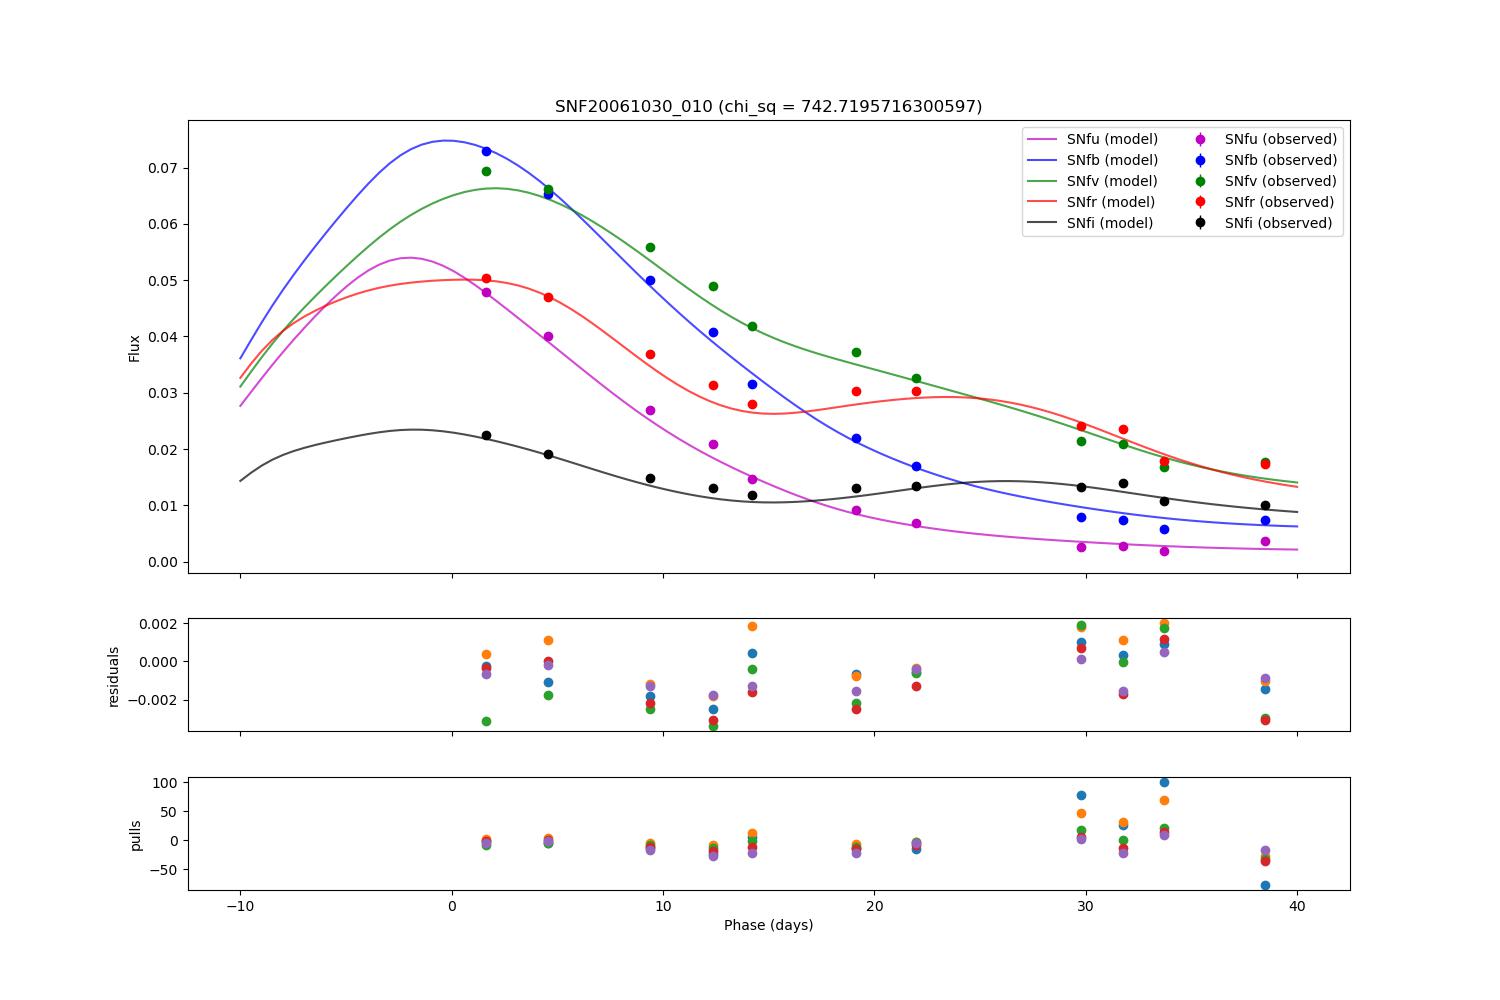 SNF20061030_010 (chi_sq = 742.7195716300597)
SNfu (model) SNfu (observed)
SNfb (model) SNfb (observed)
SNfv (model) SNfv (observed)
SNfr (model) SNfr (observed)
SNfi (model) SNfi (observed)
Flux
0.07
0.06
0.05
0.04
0.03
0.02
0.01
0.00
residuals
0.002
0.000
−0.002
pulls
100
50
0
−50
−10 0 10 20 30 40
Phase (days)